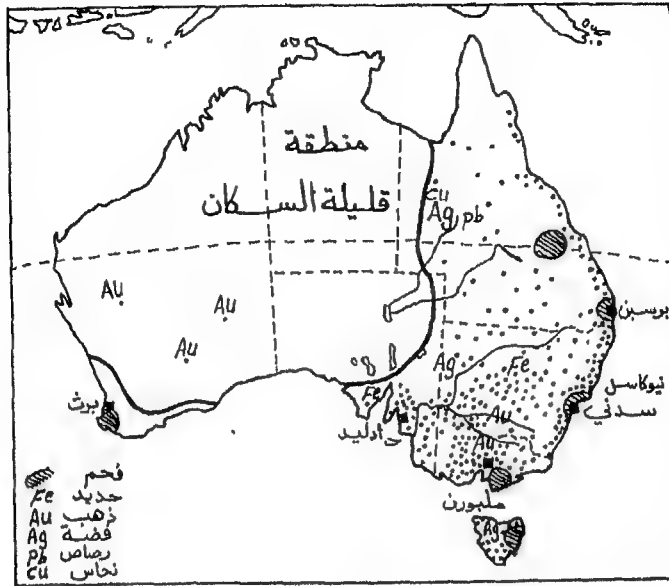 منطقة
قليلة السكان
Cu
Ag pb
Au
Au
Au
برسبن
Ag
Fe
نيوكاسل
سدني
Fe
Au
برث
ادليد
Au
ملبورن
Ag
فحم
Fe حديد
Au ذهب
Ag فضة
Pb رصاص
Cu نحاس